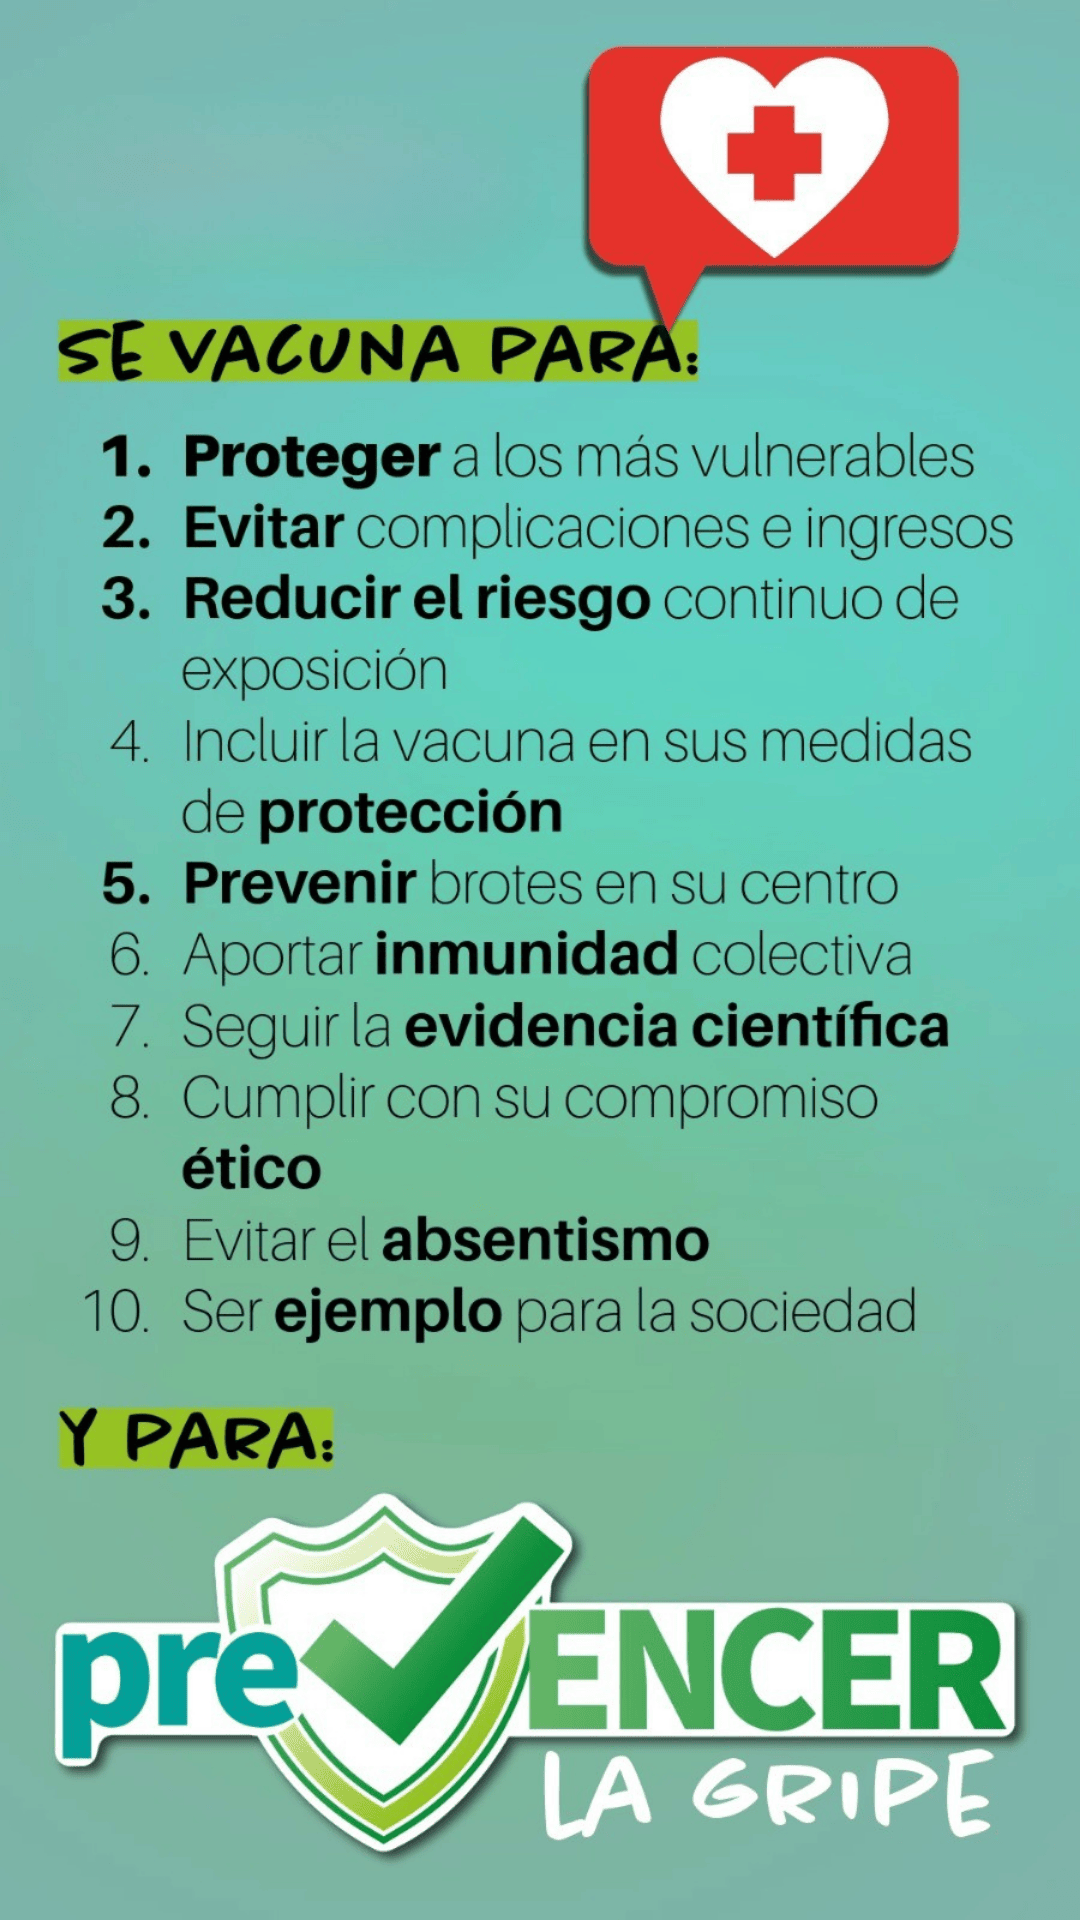 SE VACUNA PARA:
1. Proteger a los más vulnerables
2. Evitar complicaciones e ingresos
3. Reducir el riesgo continuo de
exposición
4. Incluir la vacuna en sus medidas
de protección
5. Prevenir brotes en su centro
6. Aportar inmunidad colectiva
7. Seguir la evidencia científica
8. Cumplir con su compromiso
ético
9. Evitar el absentismo
10. Ser ejemplo para la sociedad
Y PARA:
preVENCER
LA GRIPE